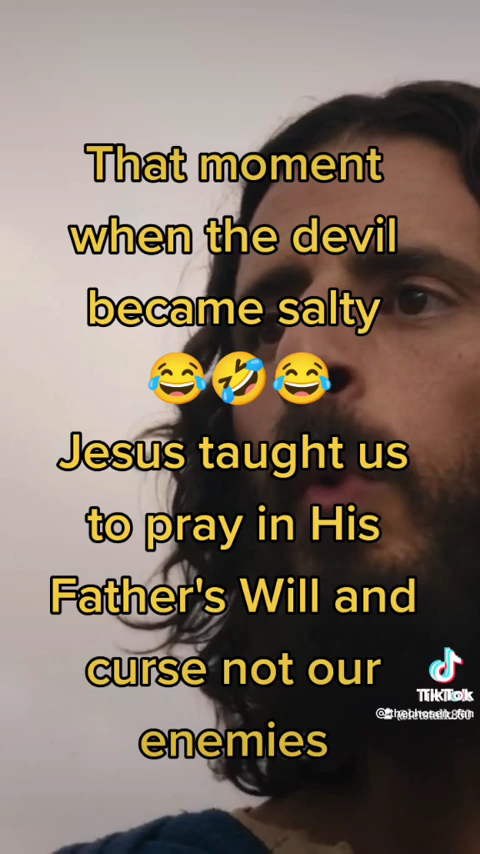 That moment
when the devil
became salty
😂🤣😂
Jesus taught us
to pray in His
Father's Will and
curse not our
enemies
TikTok